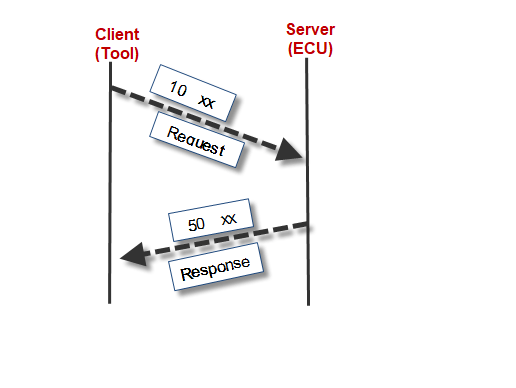 Client
(Tool)
Server
(ECU)
10 xx
Request
50 xx
Response